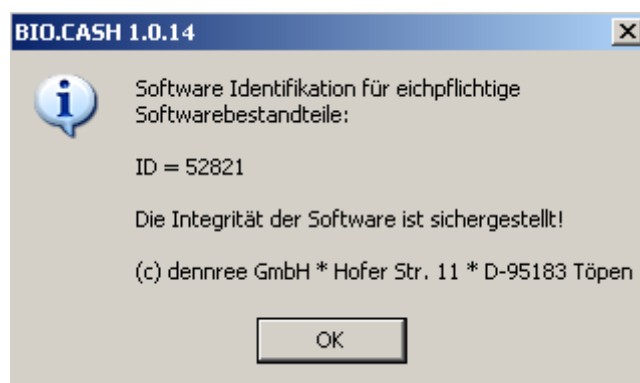 BIO.CASH 1.0.14
Software Identifikation für eichpflichtige
Softwarebestandteile:
ID = 52821
Die Integrität der Software ist sichergestellt!
(c) dennree GmbH * Hofer Str. 11 * D-95183 Töpen
OK